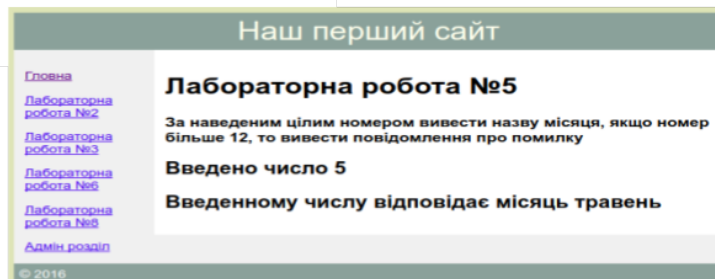 Наш перший сайт
Головна
Лабораторна
робота №2
Лабораторна
робота №3
Лабораторна
робота №6
Лабораторна
робота №8
Адмін розділ
Лабораторна робота №5
За наведеним цілим номером вивести назву місяця, якщо номер
більше 12, то вивести повідомлення про помилку
Введено число 5
Введенному числу відповідає місяць травень
© 2016